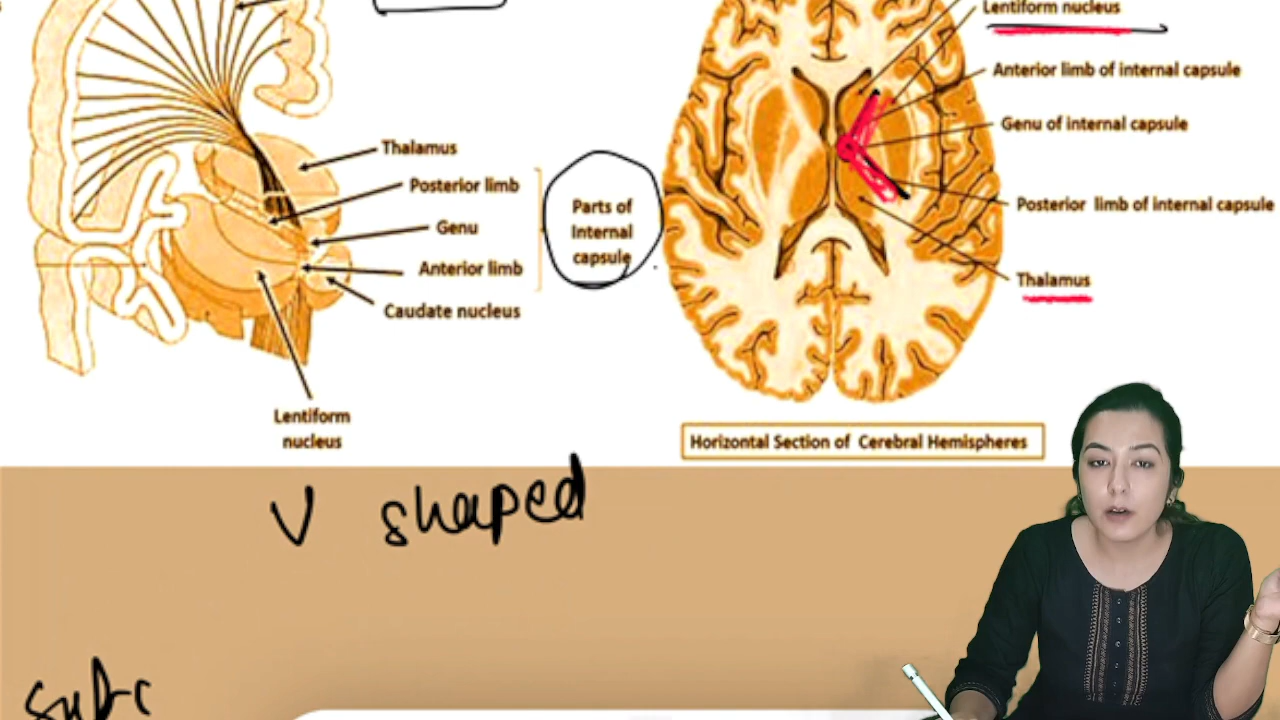 Thalamus
Posterior limb
Genu
Anterior limb
Caudate nucleus
Lentiform
nucleus
Parts of
Internal
capsule
Lentiform nucleus
Anterior limb of internal capsule
Genu of internal capsule
Posterior limb of internal capsule
Thalamus
Horizontal Section of Cerebral Hemispheres
V shaped